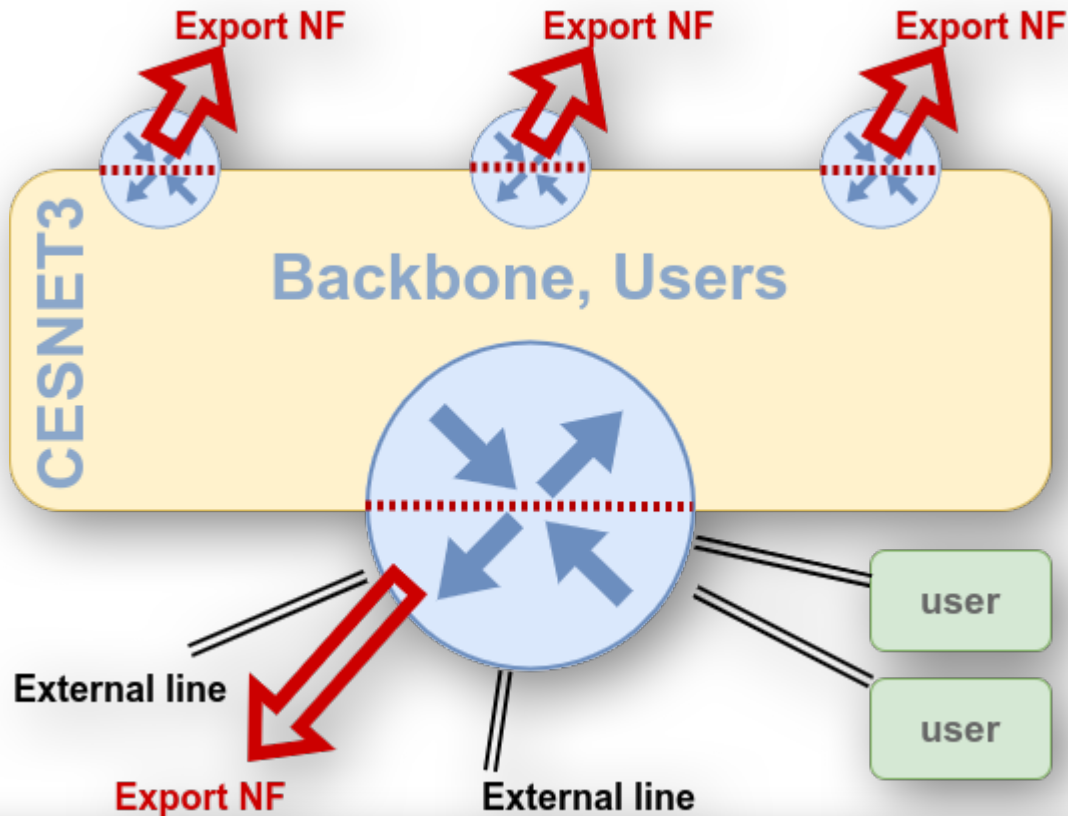 Export NF
Export NF
Export NF
CESNET3
Backbone, Users
user
External line
user
Export NF
External line